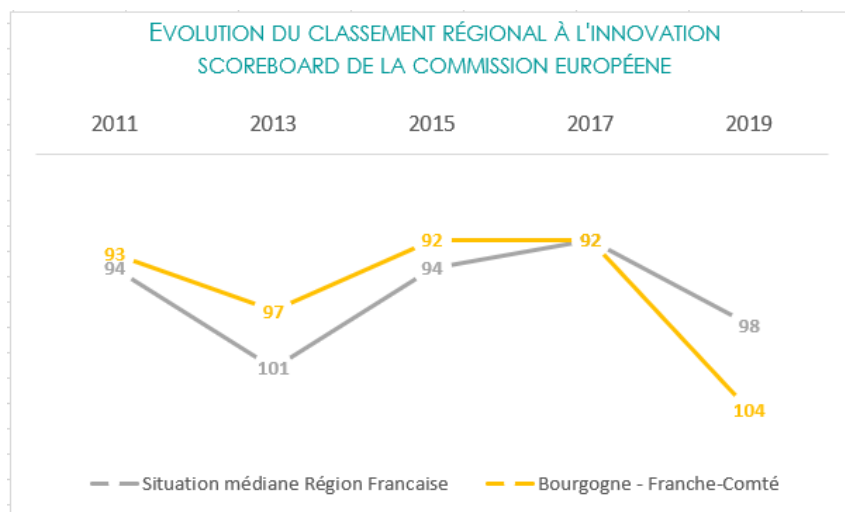 EVOLUTION DU CLASSEMENT RÉGIONAL À L'INNOVATION
SCOREBOARD DE LA COMMISSION EUROPÉENE
2011 2013 2015 2017 2019
93
94
97
101
92
94
92
98
104
Situation médiane Région Francaise Bourgogne - Franche-Comté